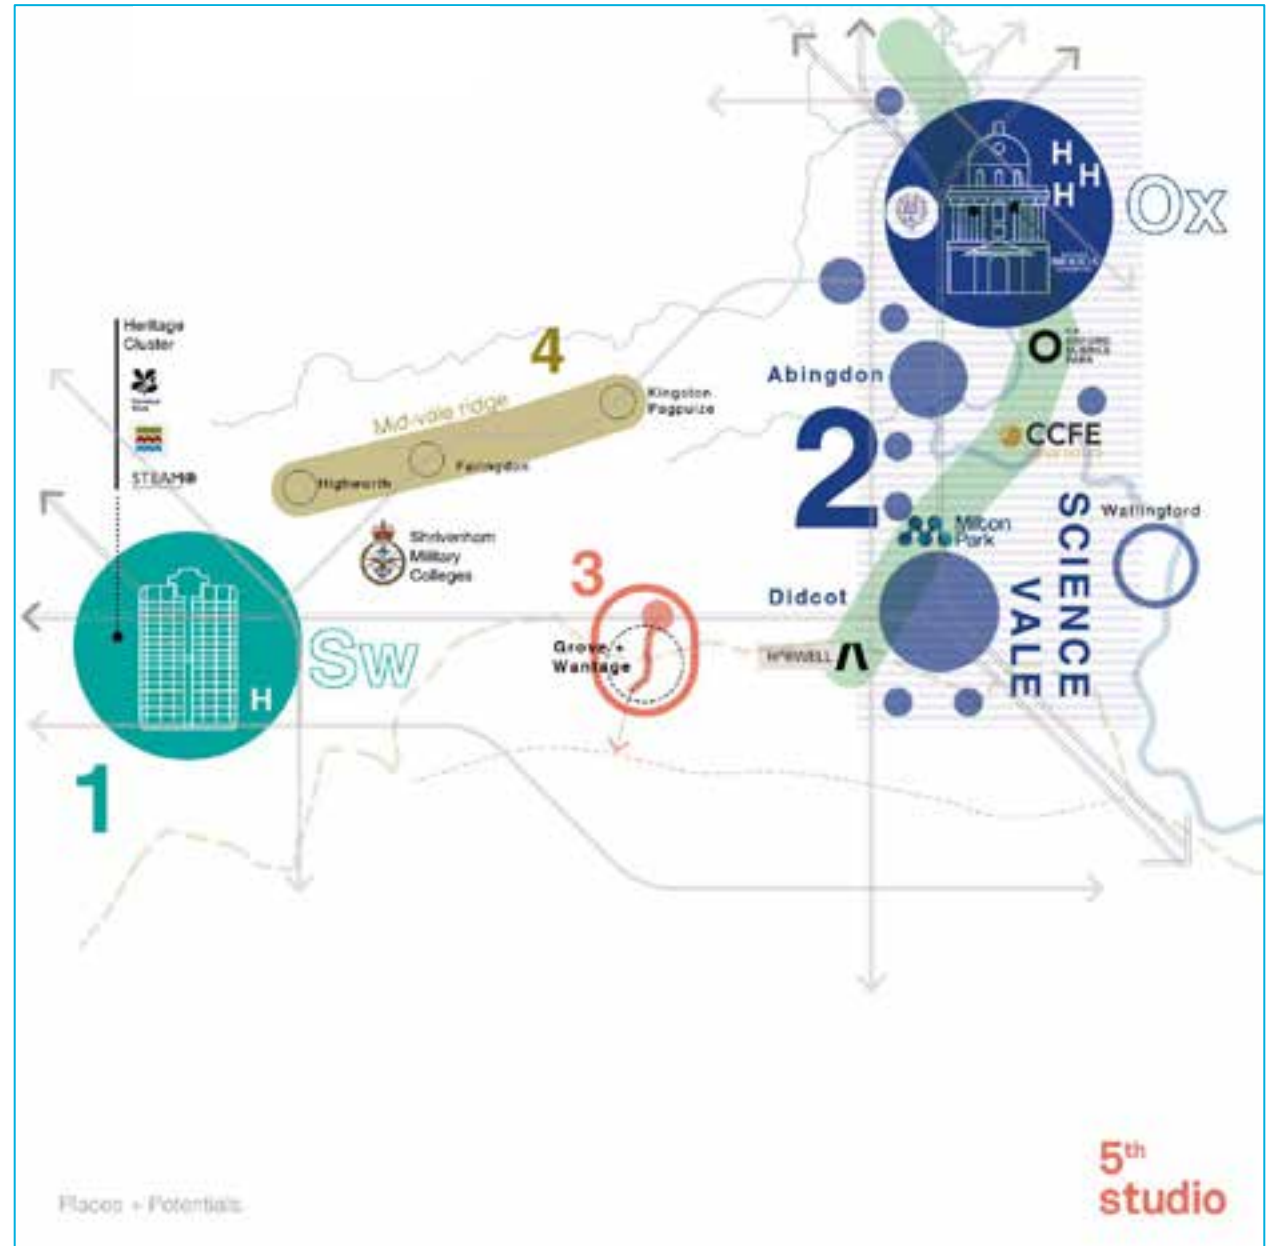 H
H
H
Ox
Heritage
Cluster
STEAM
4
Mid-vale ridge
Kingston
Bagpuize
Faringdon
Highworth
Abingdon
2
CCFE
Milton
Park
SCIENCE
VALE
Wallingford
Shrivenham
Military
Colleges
3
Didcot
Grove +
Wantage
HARWELL
Sw
H
1
5th
studio
Places + Potentials